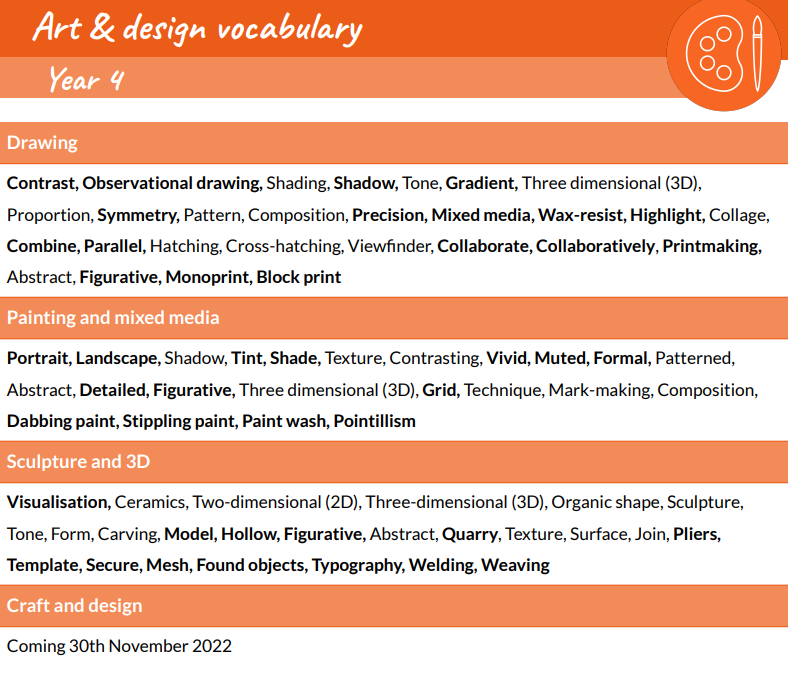 Art & design vocabulary
Year 4
Drawing
Contrast, Observational drawing, Shading, Shadow, Tone, Gradient, Three dimensional (3D),
Proportion, Symmetry, Pattern, Composition, Precision, Mixed media, Wax-resist, Highlight, Collage,
Combine, Parallel, Hatching, Cross-hatching, Viewfinder, Collaborate, Collaboratively, Printmaking,
Abstract, Figurative, Monoprint, Block print
Painting and mixed media
Portrait, Landscape, Shadow, Tint, Shade, Texture, Contrasting, Vivid, Muted, Formal, Patterned,
Abstract, Detailed, Figurative, Three dimensional (3D), Grid, Technique, Mark-making, Composition,
Dabbing paint, Stippling paint, Paint wash, Pointillism
Sculpture and 3D
Visualisation, Ceramics, Two-dimensional (2D), Three-dimensional (3D), Organic shape, Sculpture,
Tone, Form, Carving, Model, Hollow, Figurative, Abstract, Quarry, Texture, Surface, Join, Pliers,
Template, Secure, Mesh, Found objects, Typography, Welding, Weaving
Craft and design
Coming 30th November 2022